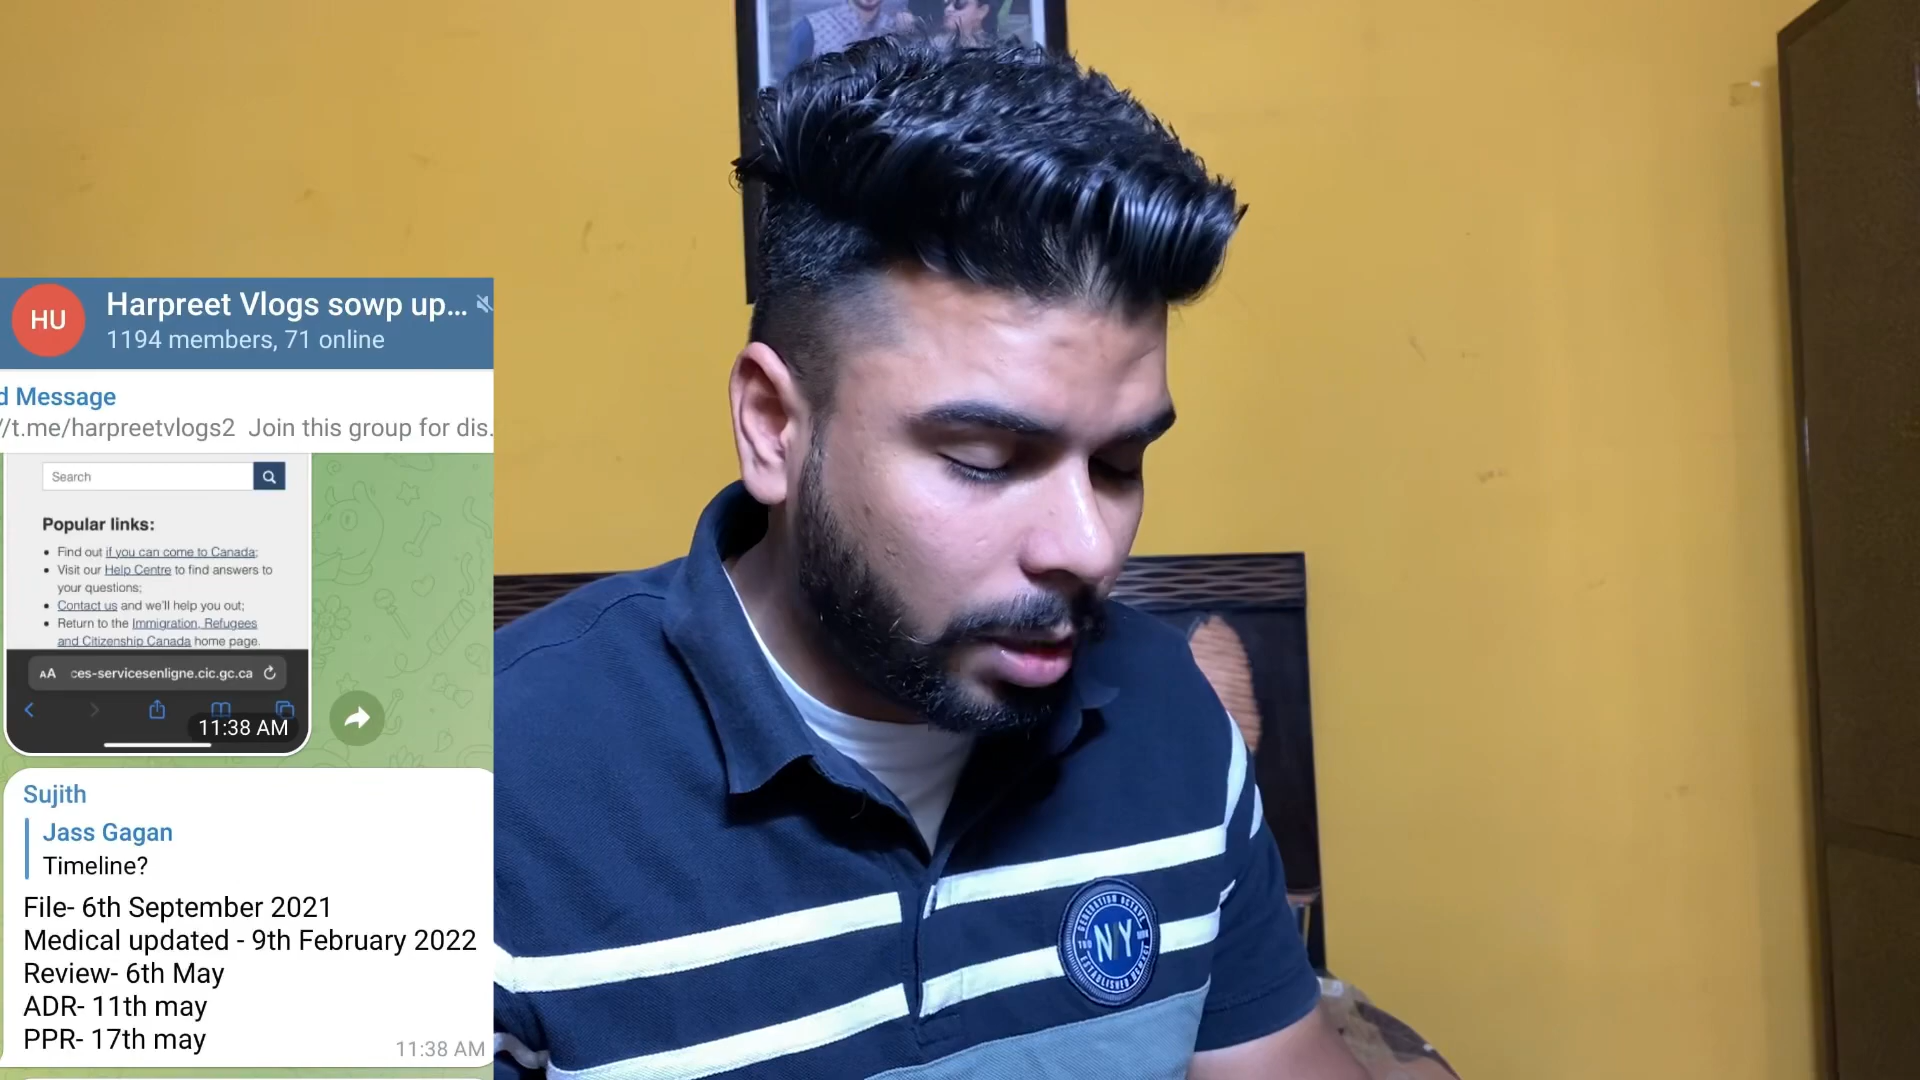 HU
Harpreet Vlogs sowp up...
1194 members, 71 online
d Message
//t.me/harpreetvlogs2 Join this group for dis.
Search
Popular links:
• Find out if you can come to Canada;
• Visit our Help Centre to find answers to
your questions;
• Contact us and we'll help you out;
• Return to the Immigration, Refugees
and Citizenship Canada home page.
AA ces-servicesenligne.cic.gc.ca
11:38 AM
Sujith
Jass Gagan
Timeline?
File- 6th September 2021
Medical updated - 9th February 2022
Review- 6th May
ADR- 11th may
PPR- 17th may
11:38 AM
GENERATION ACTIVE
NY